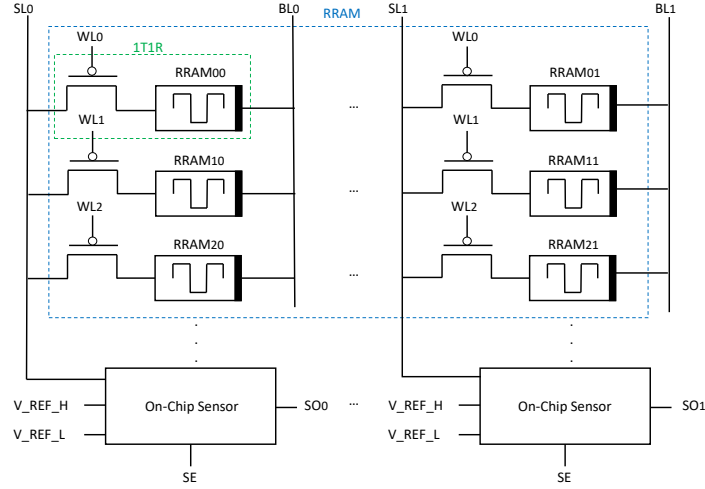 SL0 BL0 SL1 BL1
RRAM
WL0 WL0
1T1R
RRAM00 RRAM01
...
WL1 WL1
RRAM10 RRAM11
...
WL2 WL2
RRAM20 RRAM21
...
On-Chip Sensor On-Chip Sensor
V_REF_H SO0 ... V_REF_H SO1
V_REF_L V_REF_L
SE SE